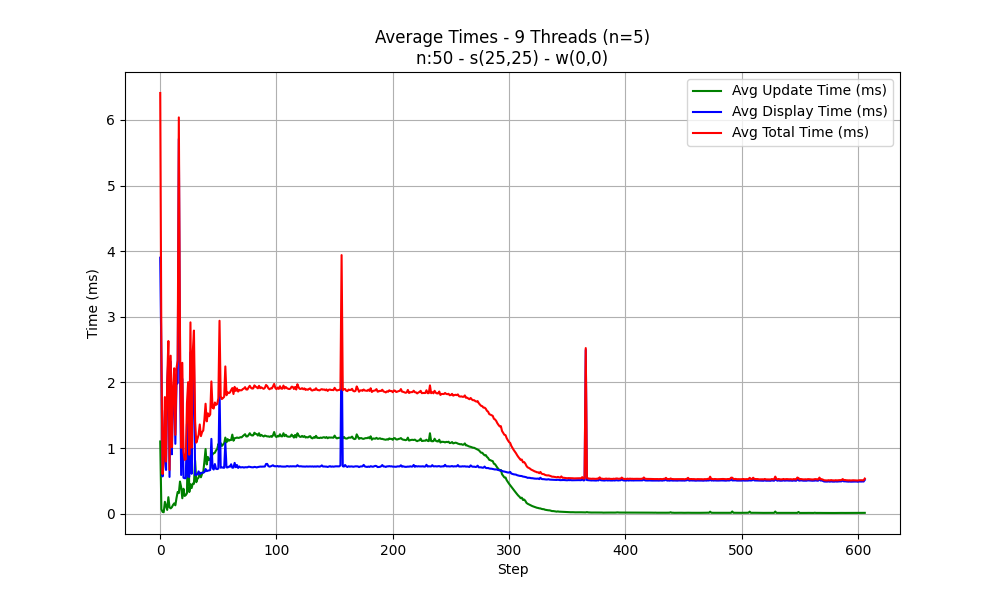 Average Times - 9 Threads (n=5)
n:50 - s(25,25) - w(0,0)
Avg Update Time (ms)
Avg Display Time (ms)
Avg Total Time (ms)
Time (ms)
6
5
4
3
2
1
0
0 100 200 300 400 500 600
Step